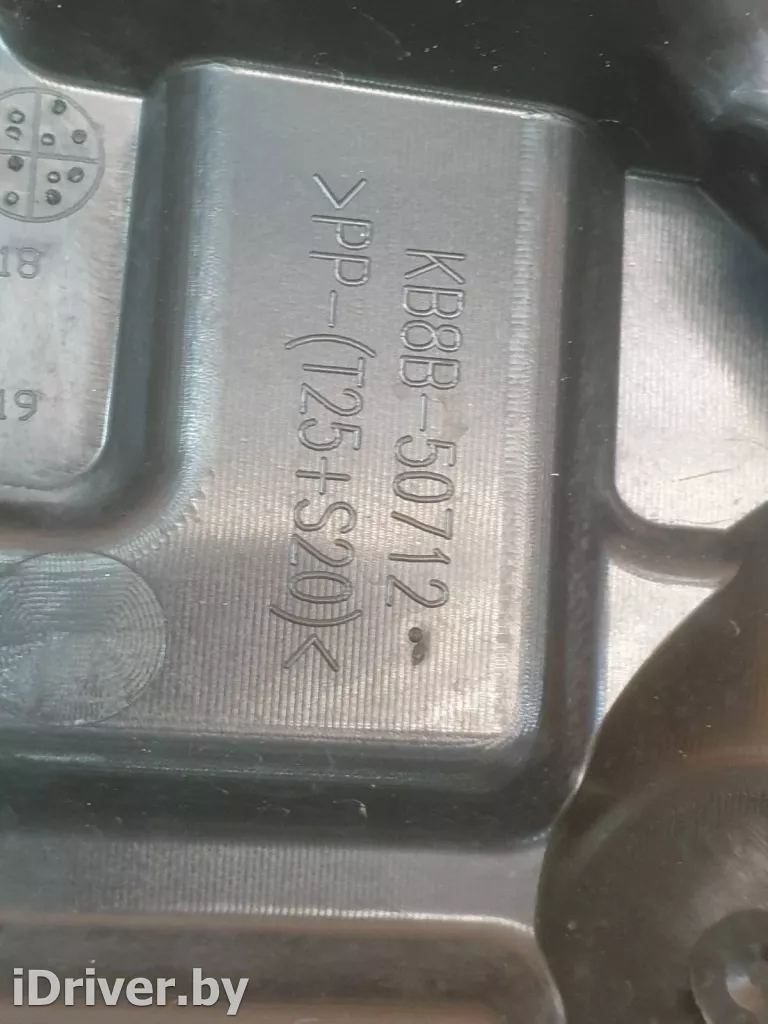 KB8B-50712
>PP-(T25+S20)<
18
19
iDriver.by